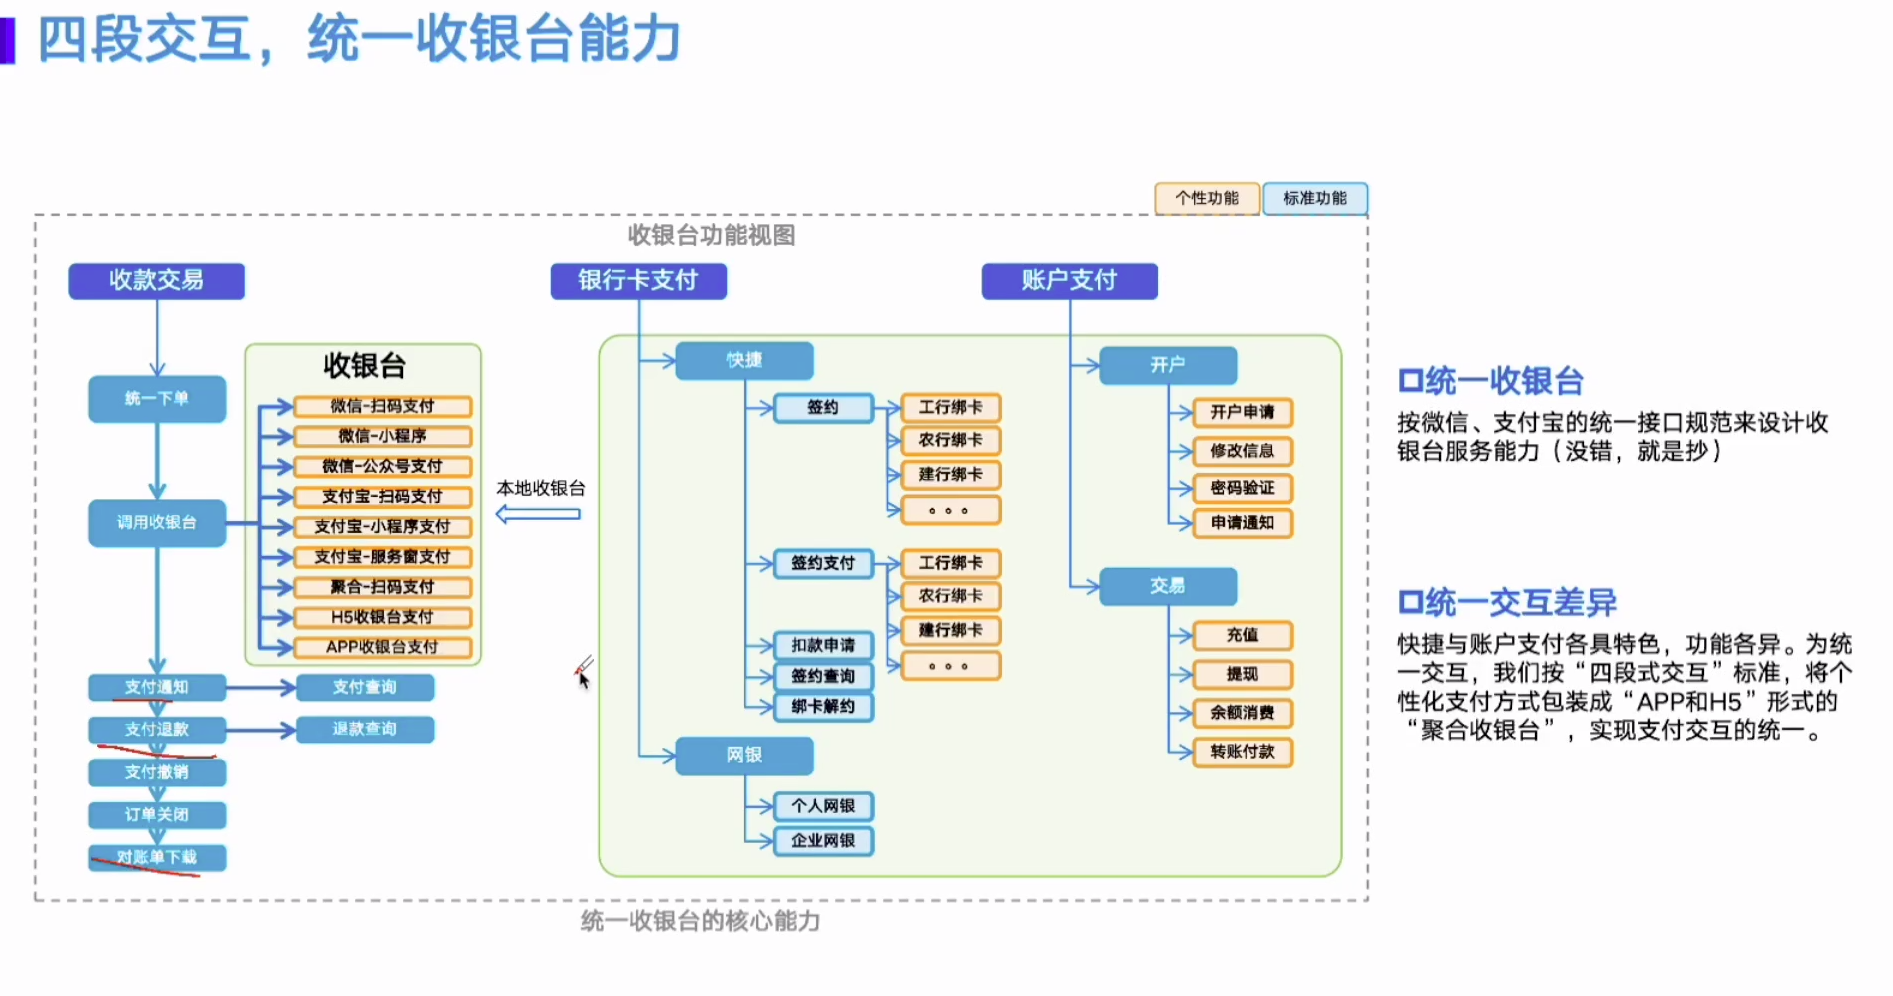 四段交互，统一收银台能力
个性功能
标准功能
收银台功能视图
收款交易
银行卡支付
账户支付
统一下单
调用收银台
支付通知
支付查询
支付退款
退款查询
支付撤销
订单关闭
对账单下载
收银台
微信-扫码支付
微信-小程序
微信-公众号支付
支付宝-扫码支付
支付宝-小程序支付
支付宝-服务窗支付
聚合-扫码支付
H5收银台支付
APP收银台支付
本地收银台
快捷
签约
工行绑卡
农行绑卡
建行绑卡
。。。
签约支付
工行绑卡
农行绑卡
建行绑卡
。。。
扣款申请
签约查询
绑卡解约
网银
个人网银
企业网银
开户
开户申请
修改信息
密码验证
申请通知
交易
充值
提现
余额消费
转账付款
统一收银台的核心能力
统一收银台
按微信、支付宝的统一接口规范来设计收
银台服务能力（没错，就是抄）
统一交互差异
快捷与账户支付各具特色，功能各异。为统
一交互，我们按“四段式交互”标准，将个
性化支付方式包装成“APP和H5”形式的
“聚合收银台”，实现支付交互的统一。